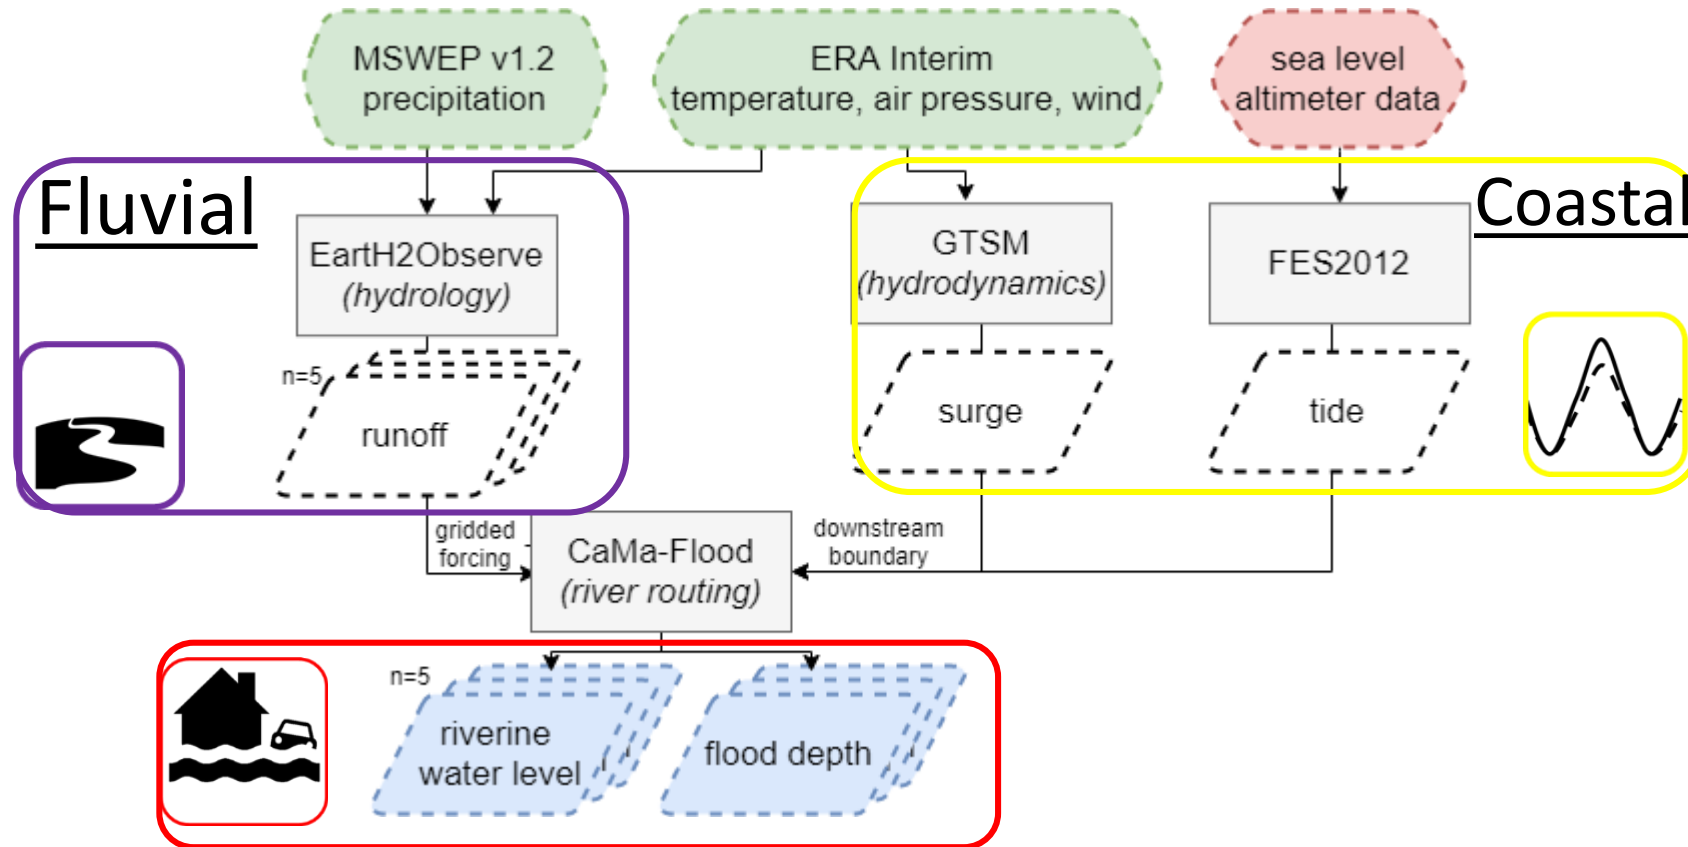 MSWEP v1.2
precipitation
ERA Interim
temperature, air pressure, wind
sea level
altimeter data
Fluvial
Coastal
EartH2Observe
(hydrology)
GTSM
(hydrodynamics)
FES2012
n=5
runoff
surge
tide
gridded
forcing
CaMa-Flood
(river routing)
downstream
boundary
n=5
riverine
water level
flood depth